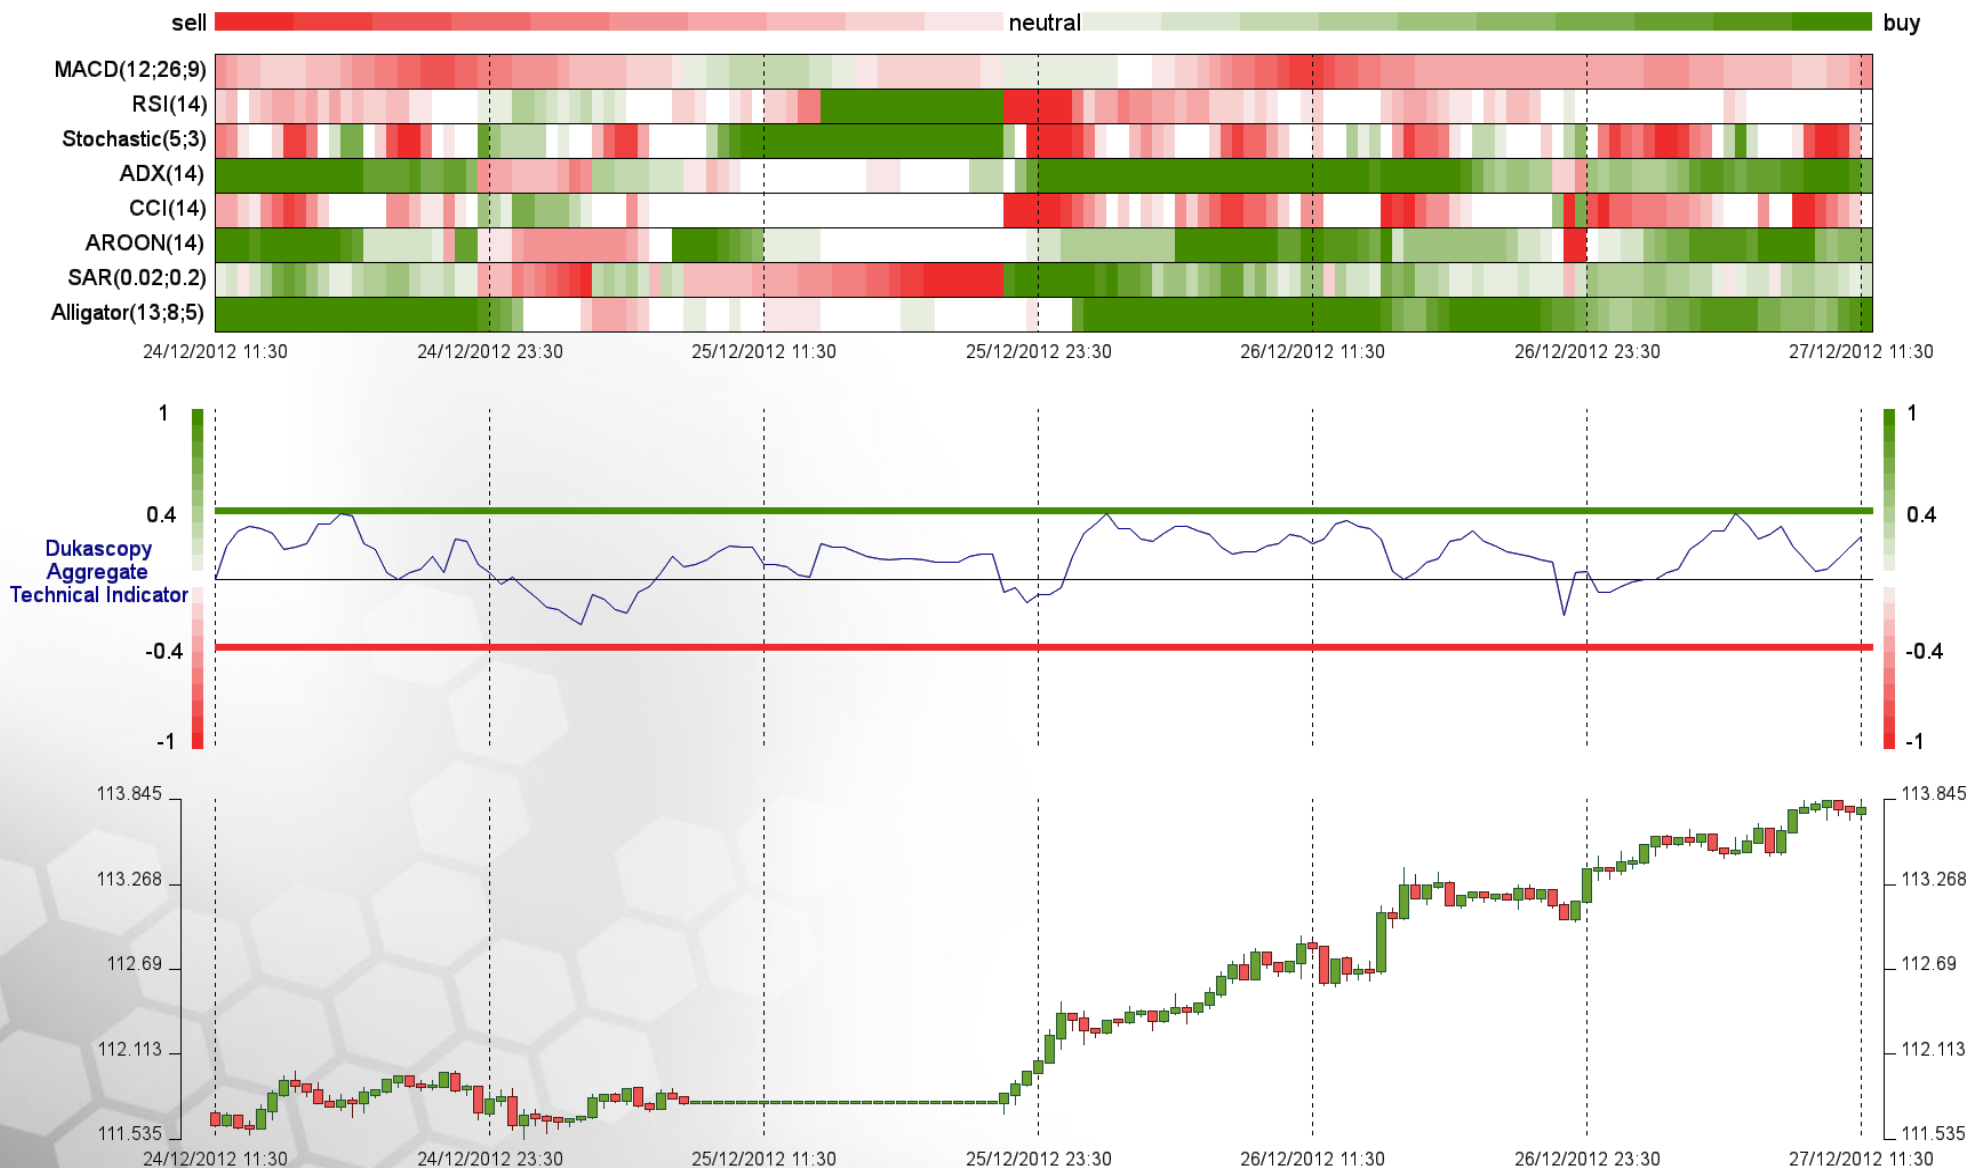 sell neutral buy
MACD(12;26;9)
RSI(14)
Stochastic(5;3)
ADX(14)
CCI(14)
AROON(14)
SAR(0.02;0.2)
Alligator(13;8;5)
24/12/2012 11:30 24/12/2012 23:30 25/12/2012 11:30 25/12/2012 23:30 26/12/2012 11:30 26/12/2012 23:30 27/12/2012 11:30
1 1
0.4 0.4
Dukascopy
Aggregate
Technical Indicator
-0.4 -0.4
-1 -1
113.845 113.845
113.268 113.268
112.69 112.69
112.113 112.113
111.535 111.535
24/12/2012 11:30 24/12/2012 23:30 25/12/2012 11:30 25/12/2012 23:30 26/12/2012 11:30 26/12/2012 23:30 27/12/2012 11:30